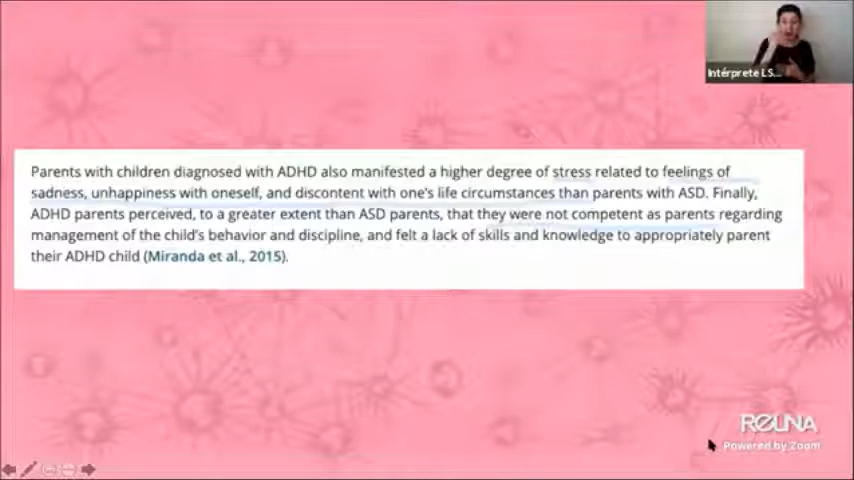 Intérprete LS...
Parents with children diagnosed with ADHD also manifested a higher degree of stress related to feelings of
sadness, unhappiness with oneself, and discontent with one's life circumstances than parents with ASD. Finally,
ADHD parents perceived, to a greater extent than ASD parents, that they were not competent as parents regarding
management of the child's behavior and discipline, and felt a lack of skills and knowledge to appropriately parent
their ADHD child (Miranda et al., 2015).
REUNA
Powered by Zoom